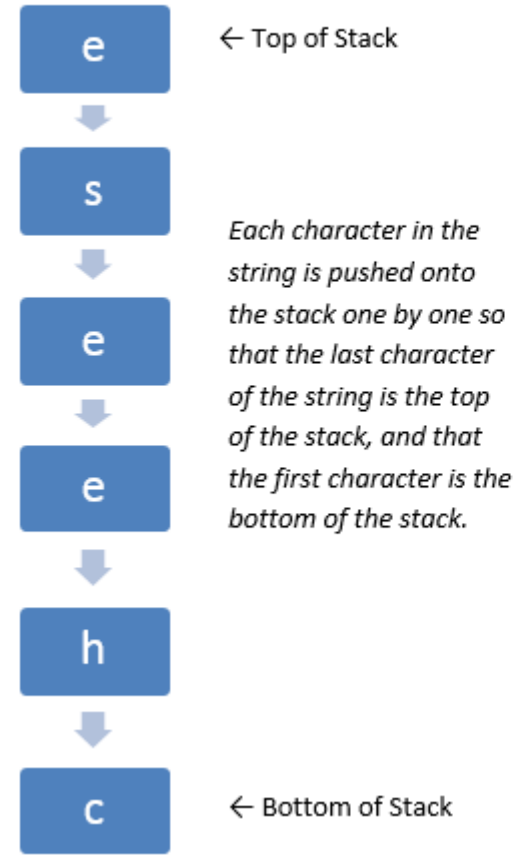 e
← Top of Stack
s
Each character in the
string is pushed onto
the stack one by one so
that the last character
of the string is the top
of the stack, and that
the first character is the
bottom of the stack.
e
e
h
c
← Bottom of Stack